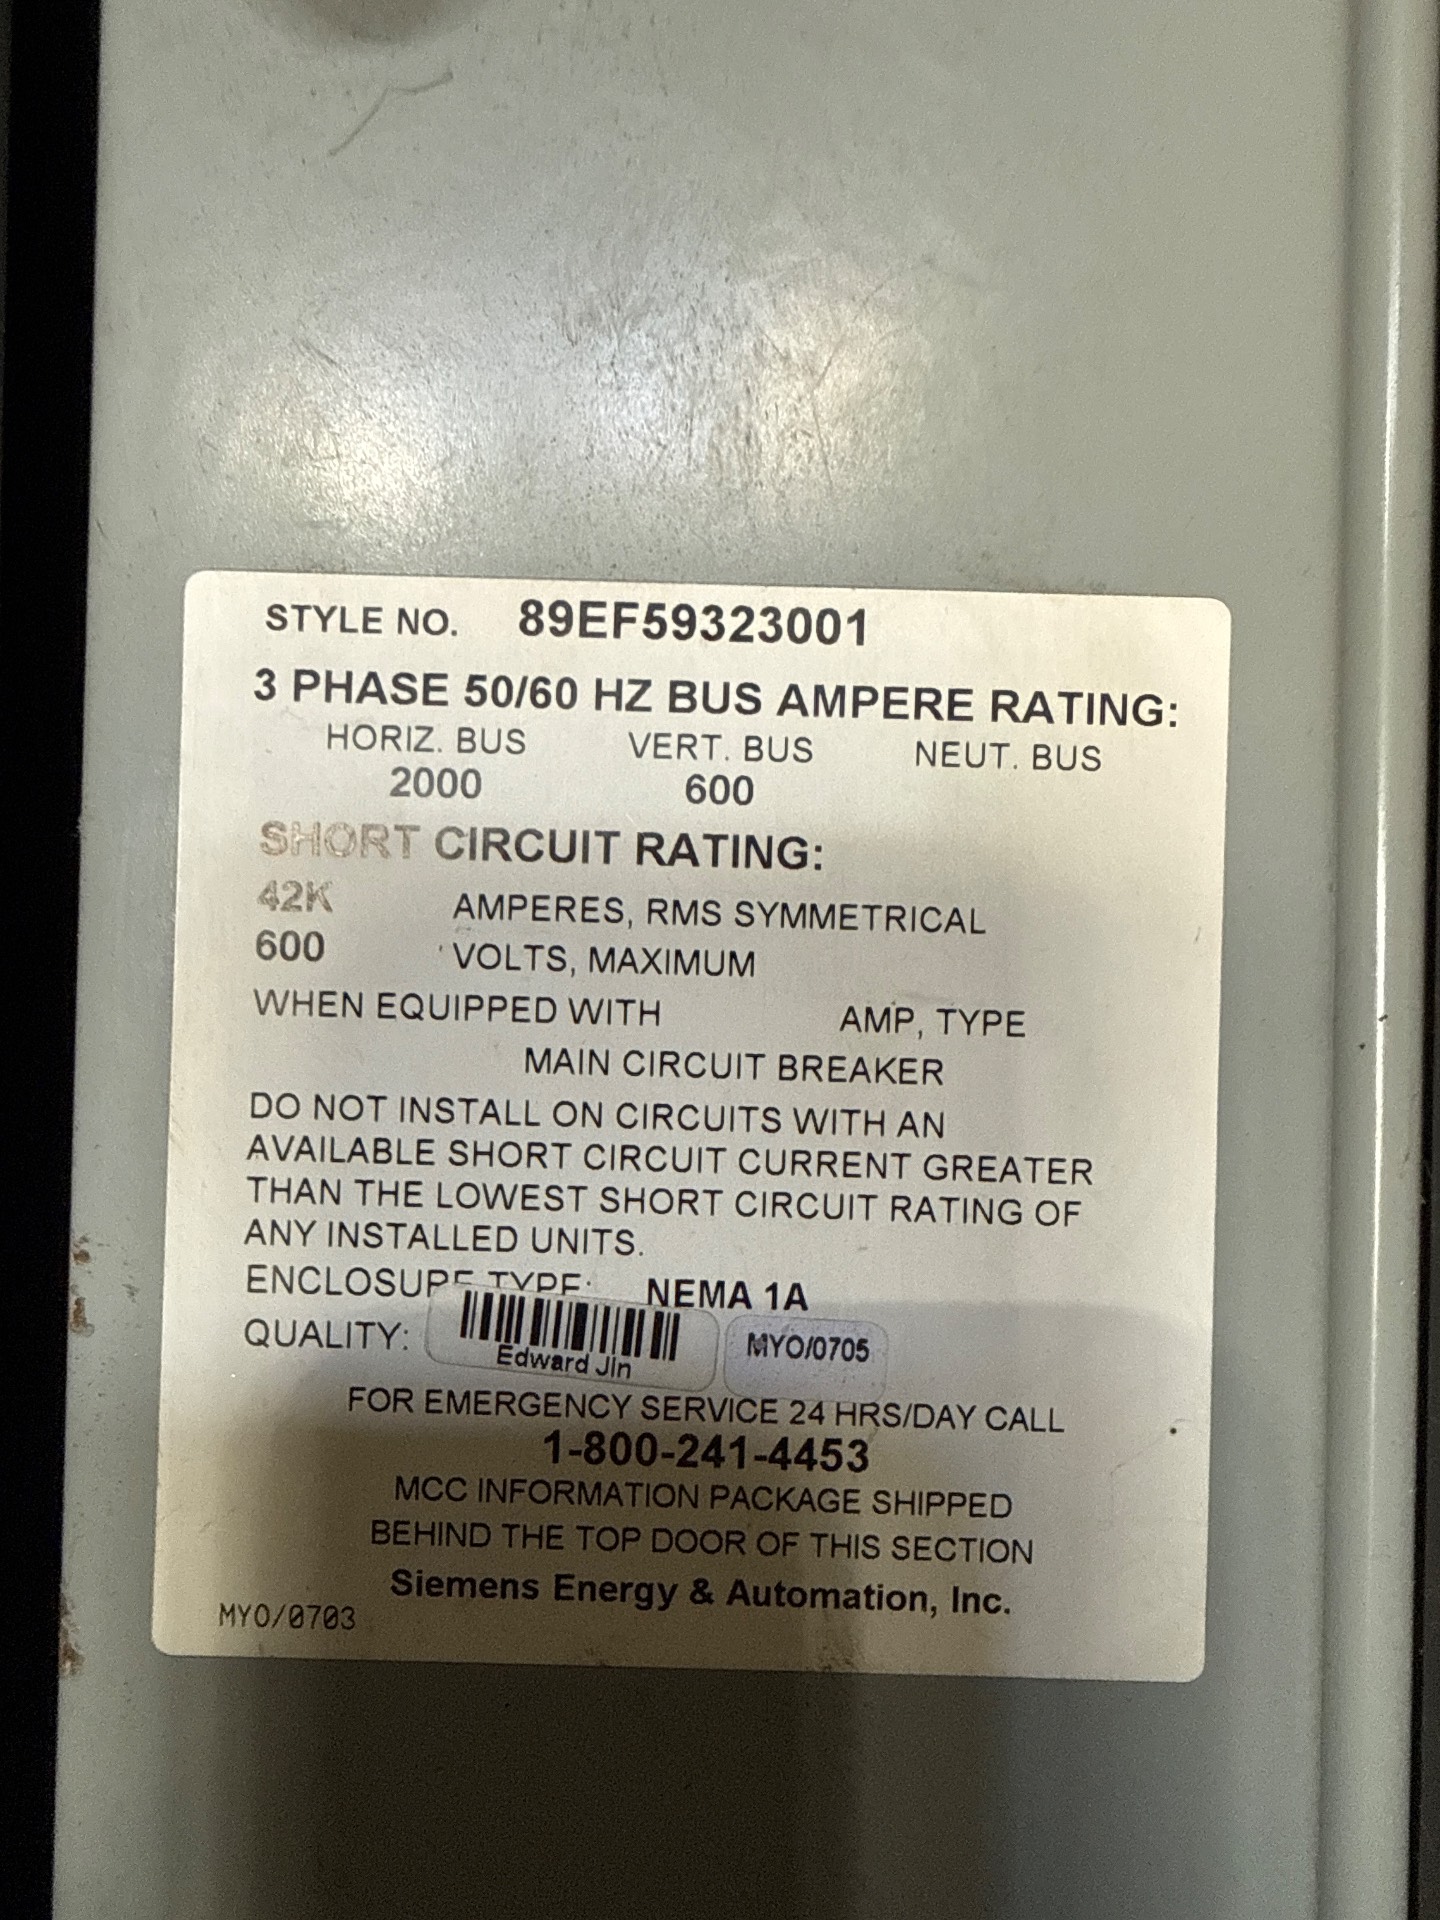 STYLE NO. 89EF59323001
3 PHASE 50/60 HZ BUS AMPERE RATING:
HORIZ. BUS VERT. BUS NEUT. BUS
2000 600
SHORT CIRCUIT RATING:
42K AMPERES, RMS SYMMETRICAL
600 VOLTS, MAXIMUM
WHEN EQUIPPED WITH AMP, TYPE
MAIN CIRCUIT BREAKER
DO NOT INSTALL ON CIRCUITS WITH AN
AVAILABLE SHORT CIRCUIT CURRENT GREATER
THAN THE LOWEST SHORT CIRCUIT RATING OF
ANY INSTALLED UNITS.
ENCLOSURE TYPE: NEMA 1A
QUALITY: Edward Jin MYO/0705
FOR EMERGENCY SERVICE 24 HRS/DAY CALL
1-800-241-4453
MCC INFORMATION PACKAGE SHIPPED
BEHIND THE TOP DOOR OF THIS SECTION
Siemens Energy & Automation, Inc.
MYO/0703